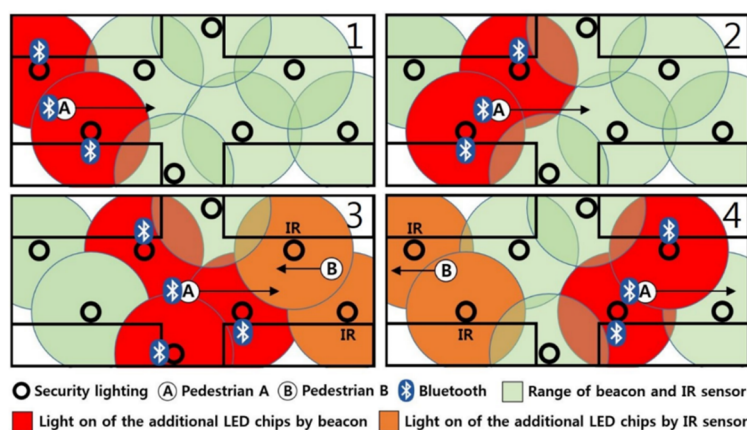 1
A
2
A
3
IR
B
A
IR
4
B
A
IR
Security lighting A Pedestrian A B Pedestrian B Bluetooth Range of beacon and IR sensor
Light on of the additional LED chips by beacon Light on of the additional LED chips by IR sensor